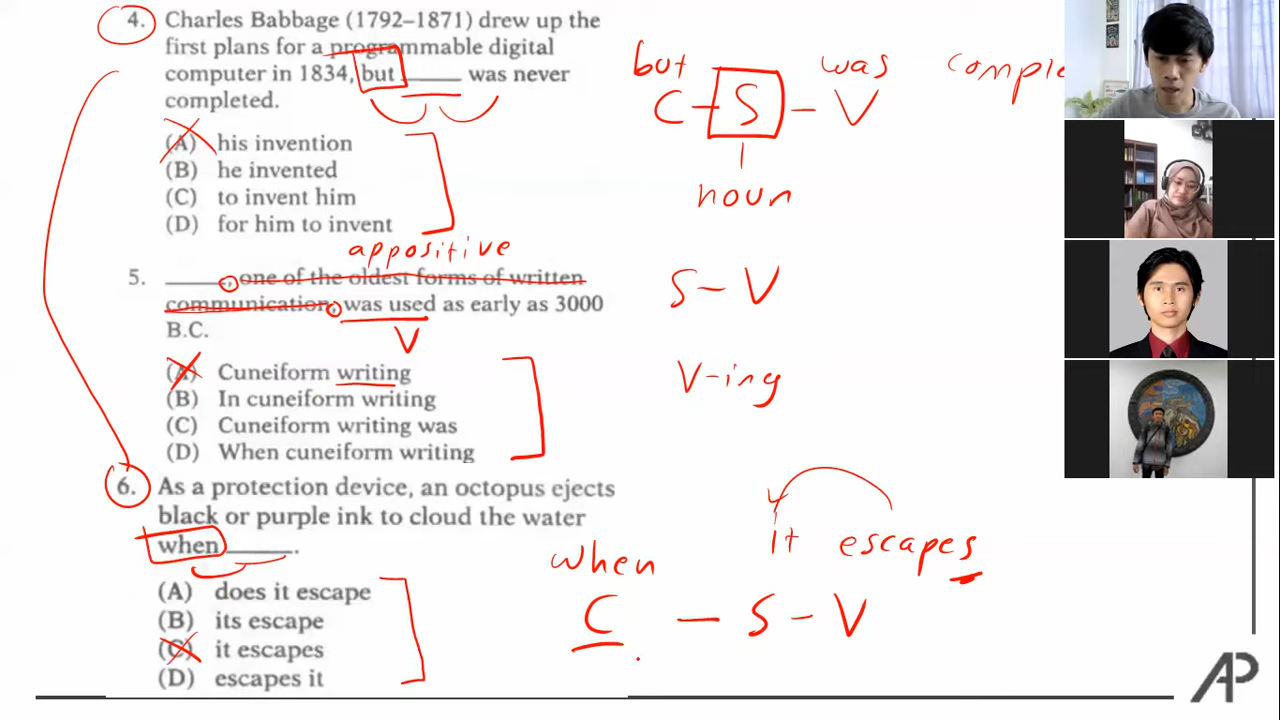 4. Charles Babbage (1792–1871) drew up the
first plans for a programmable digital
computer in 1834, but ______ was never
completed.
(A) his invention
(B) he invented
(C) to invent him
(D) for him to invent
but was
C – S – V
noun
appositive
5. ______, one of the oldest forms of written
communication, was used as early as 3000
B.C.
V
S – V
(A) Cuneiform writing
(B) In cuneiform writing
(C) Cuneiform writing was
(D) When cuneiform writing
V-ing
6. As a protection device, an octopus ejects
black or purple ink to cloud the water
when ______.
(A) does it escape
(B) its escape
(C) it escapes
(D) escapes it
when it escapes
C – S – V
AP